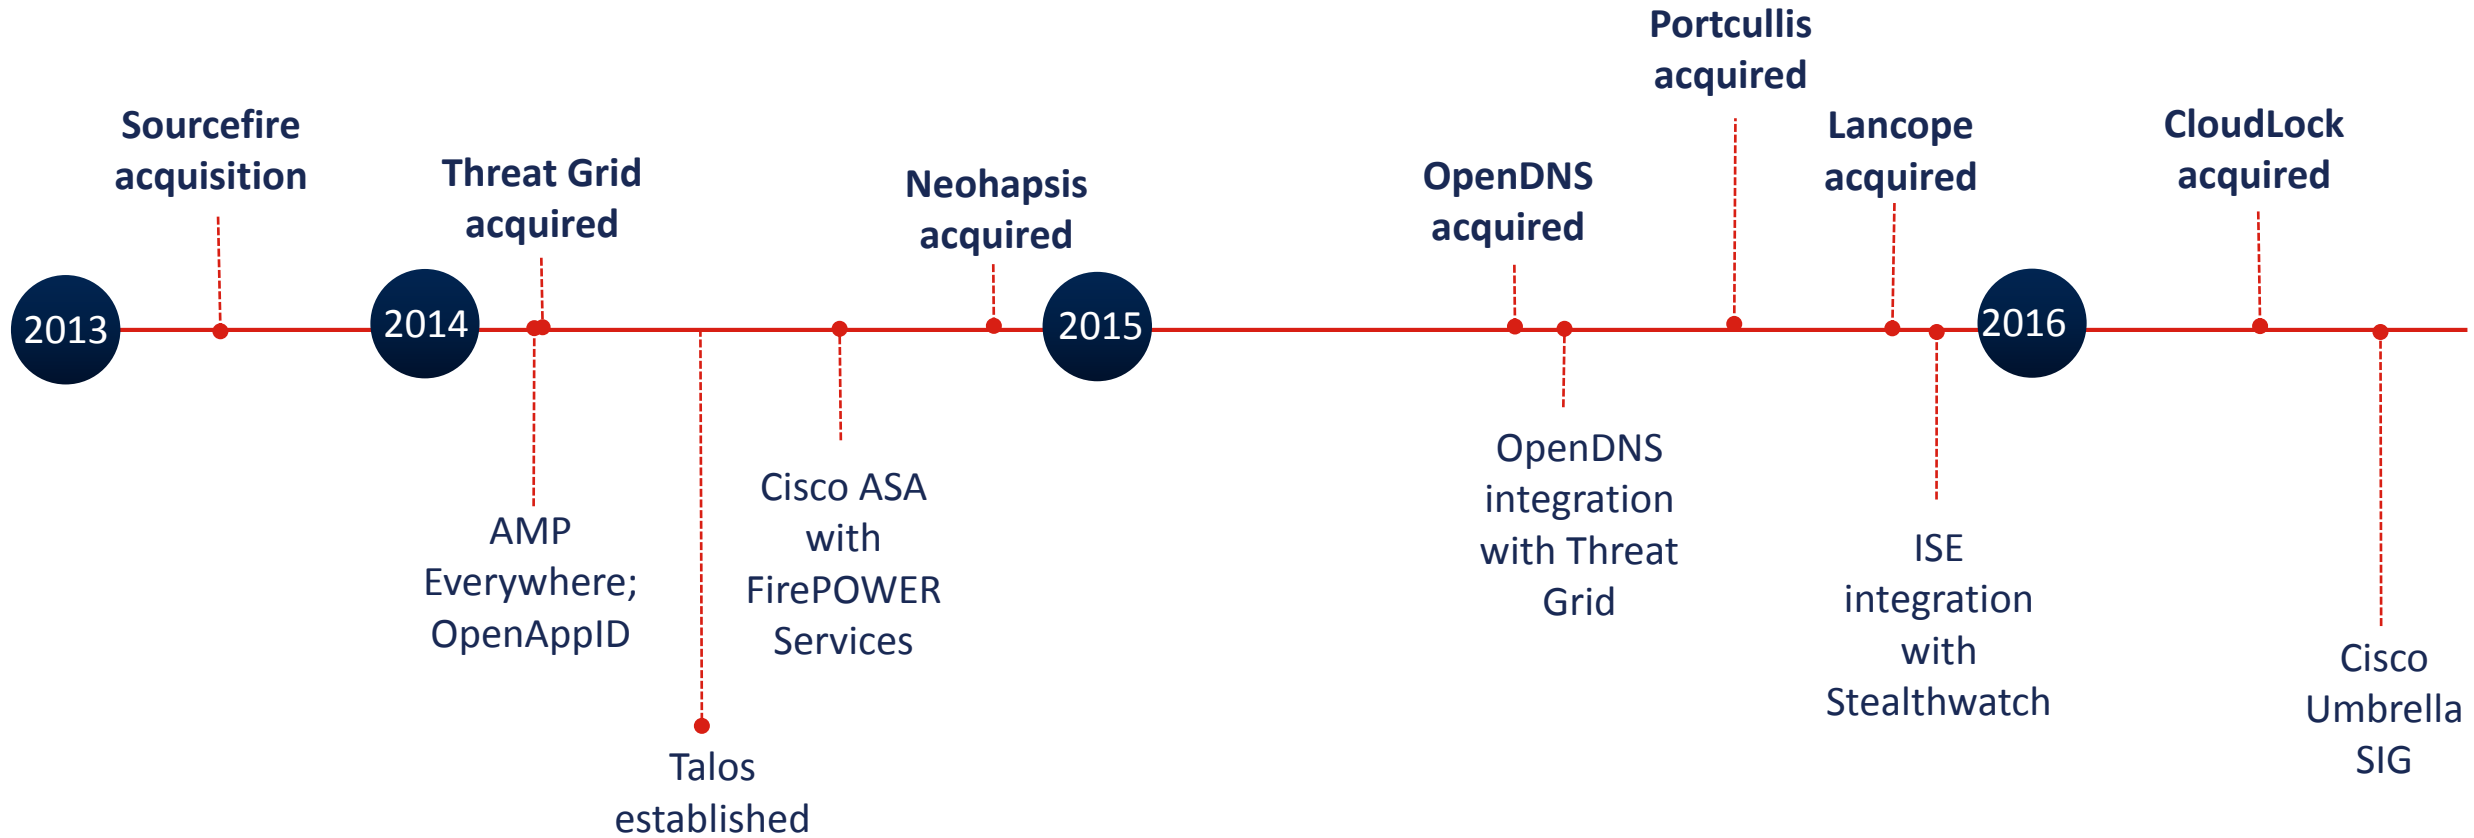 Portcullis
acquired
Sourcefire
acquisition
Threat Grid
acquired
Neohapsis
acquired
OpenDNS
acquired
Lancope
acquired
CloudLock
acquired
2013
2014
2015
2016
AMP
Everywhere;
OpenAppID
Talos
established
Cisco ASA
with
FirePOWER
Services
OpenDNS
integration
with Threat
Grid
ISE
integration
with
Stealthwatch
Cisco
Umbrella
SIG